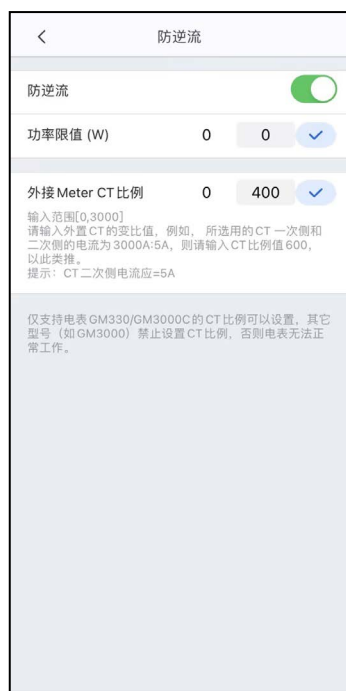 防逆流
防逆流
功率限值 (W) 0 0
外接 Meter CT 比例 0 400
输入范围[0,3000]
请输入外置CT的变比值，例如， 所选用的CT 一次侧和
二次侧的电流为3000A:5A，则请输入CT比例值600，
以此类推。
提示：CT二次侧电流应=5A
仅支持电表GM330/GM3000C的CT比例可以设置，其它
型号（如GM3000）禁止设置CT比例，否则电表无法正
常工作。